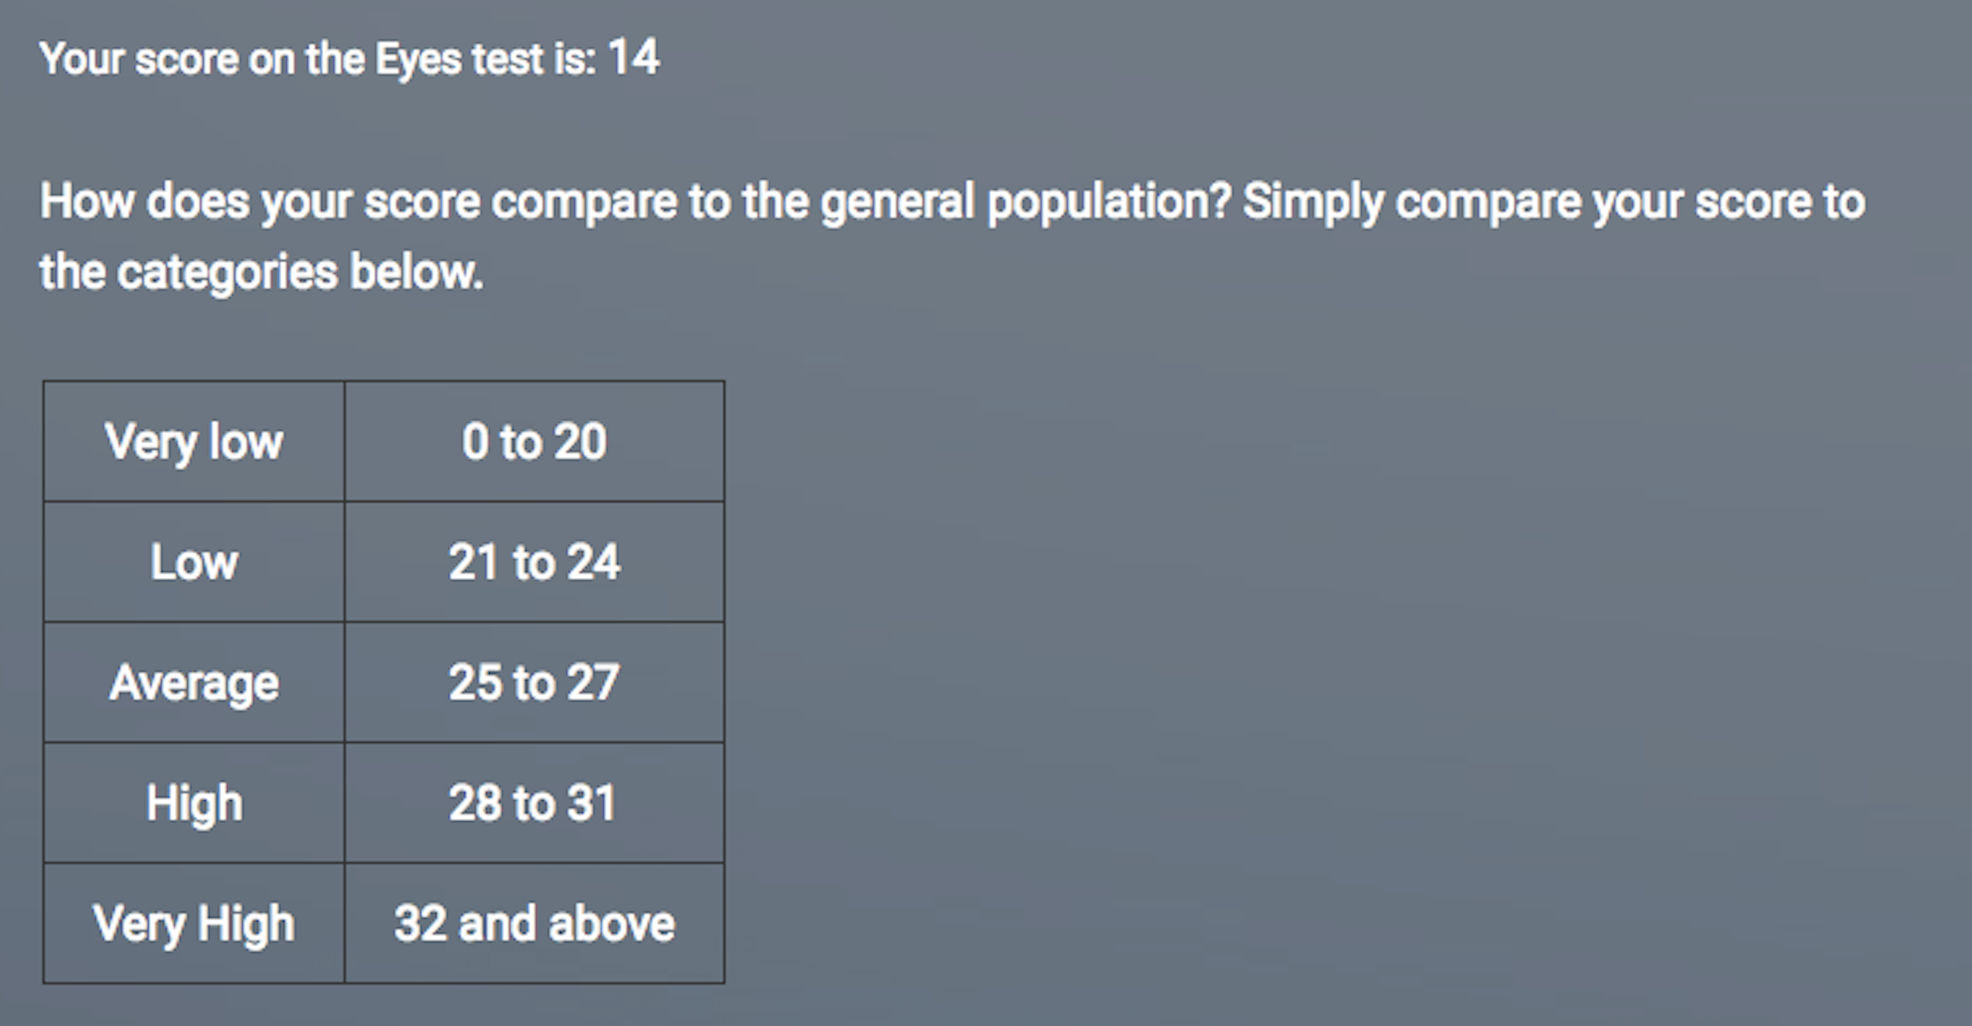 Your score on the Eyes test is: 14
How does your score compare to the general population? Simply compare your score to
the categories below.
Very low 0 to 20
Low 21 to 24
Average 25 to 27
High 28 to 31
Very High 32 and above